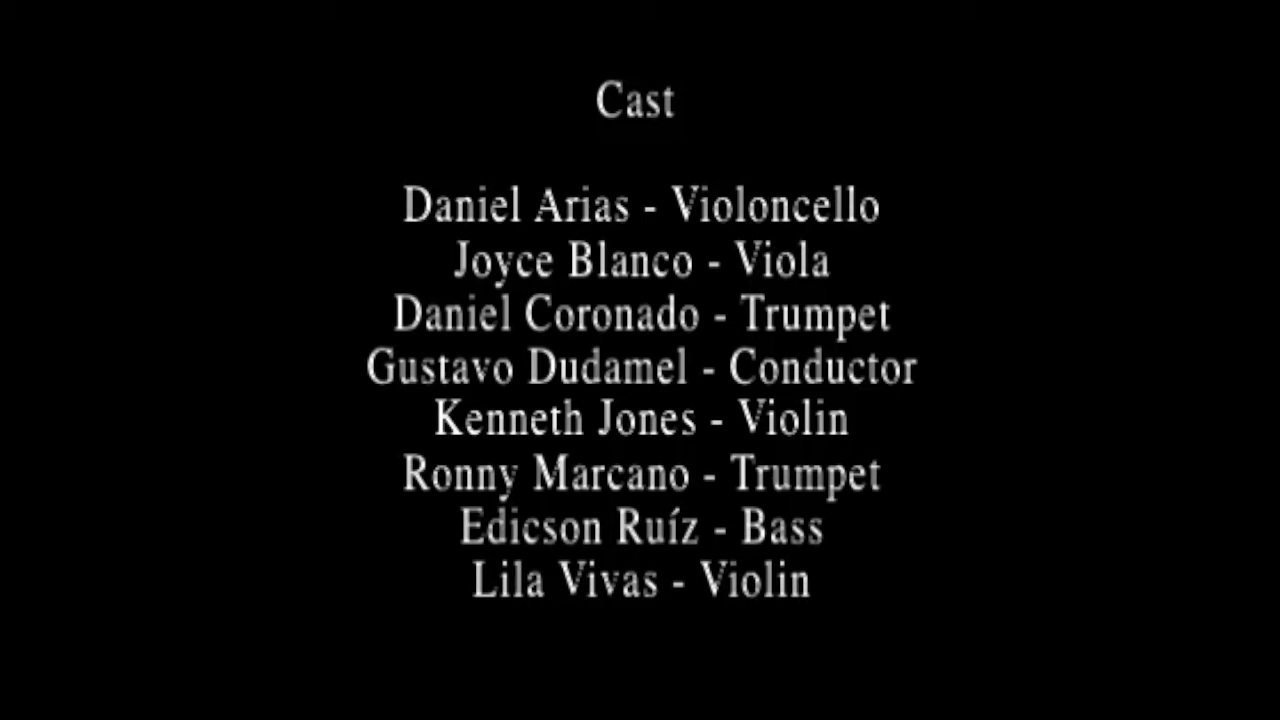 Cast
Daniel Arias - Violoncello
Joyce Blanco - Viola
Daniel Coronado - Trumpet
Gustavo Dudamel - Conductor
Kenneth Jones - Violin
Ronny Marcano - Trumpet
Edicson Ruíz - Bass
Lila Vivas - Violin